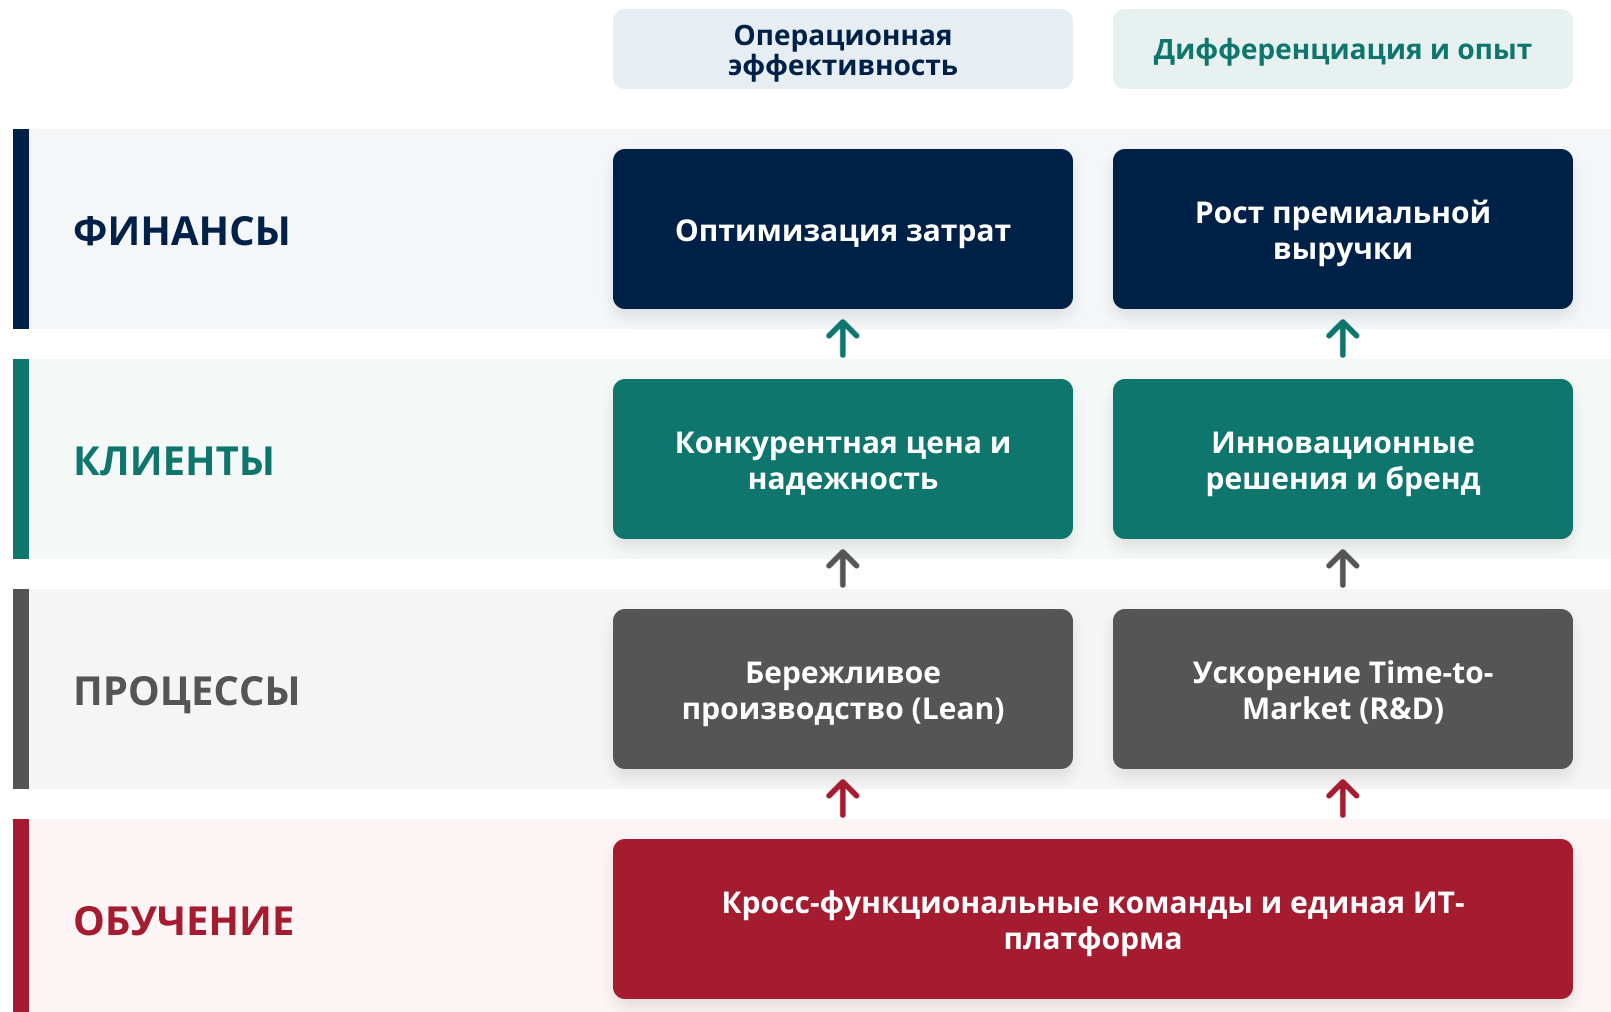 Операционная
эффективность
Дифференциация и опыт
ФИНАНСЫ
Оптимизация затрат
Рост премиальной
выручки
КЛИЕНТЫ
Конкурентная цена и
надежность
Инновационные
решения и бренд
ПРОЦЕССЫ
Бережливое
производство (Lean)
Ускорение Time-to-
Market (R&D)
ОБУЧЕНИЕ
Кросс-функциональные команды и единая ИТ-
платформа